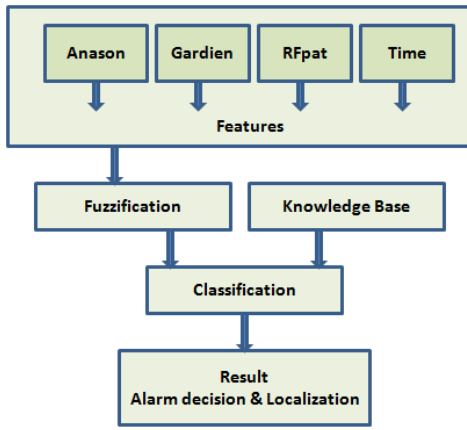 Anason Gardien RFpat Time
Features
Fuzzification Knowledge Base
Classification
Result
Alarm decision & Localization